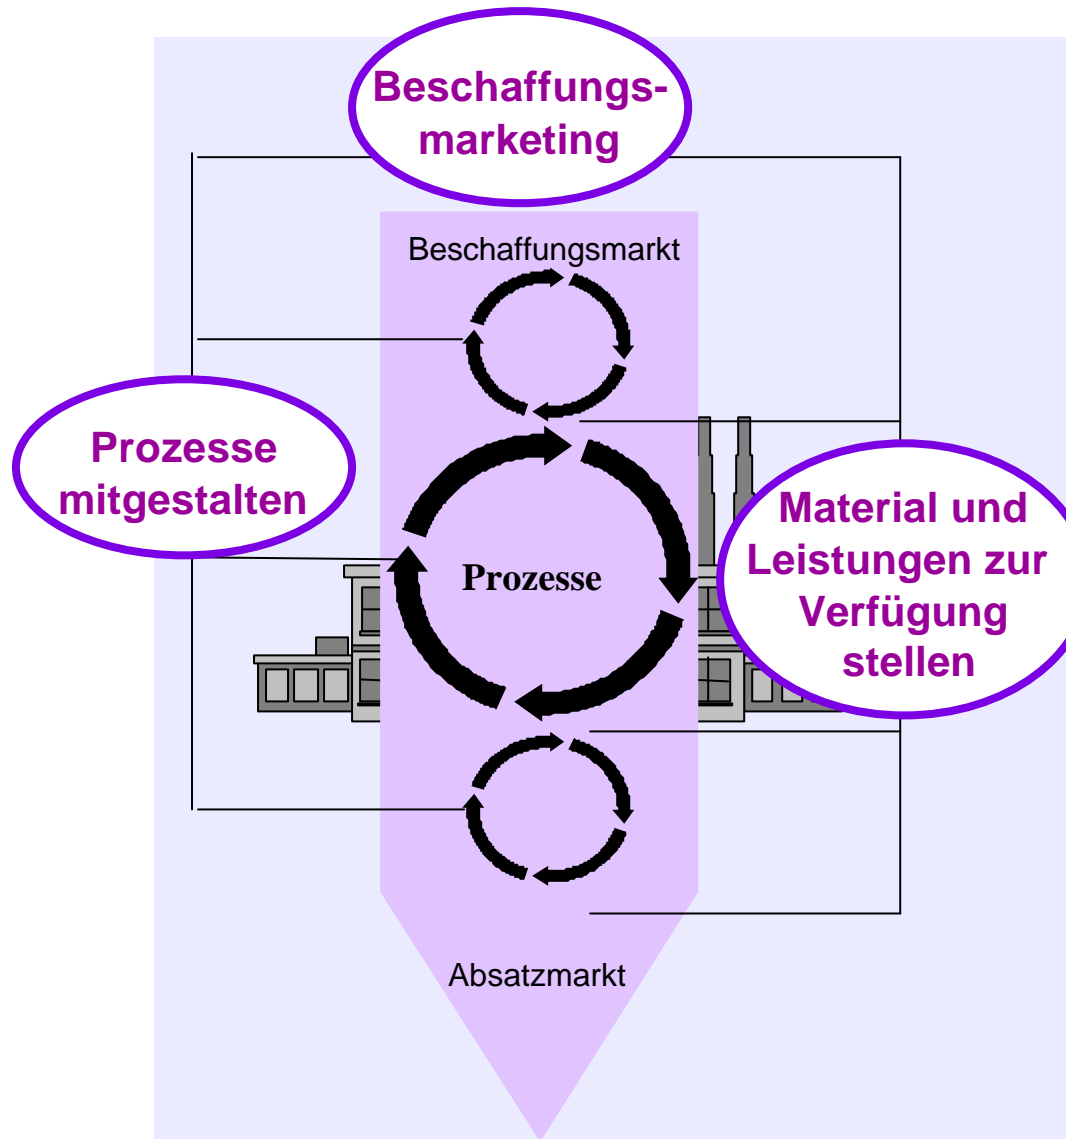 Beschaffungs-
marketing
Beschaffungsmarkt
Prozesse
mitgestalten
Prozesse
Material und
Leistungen zur
Verfügung
stellen
Absatzmarkt